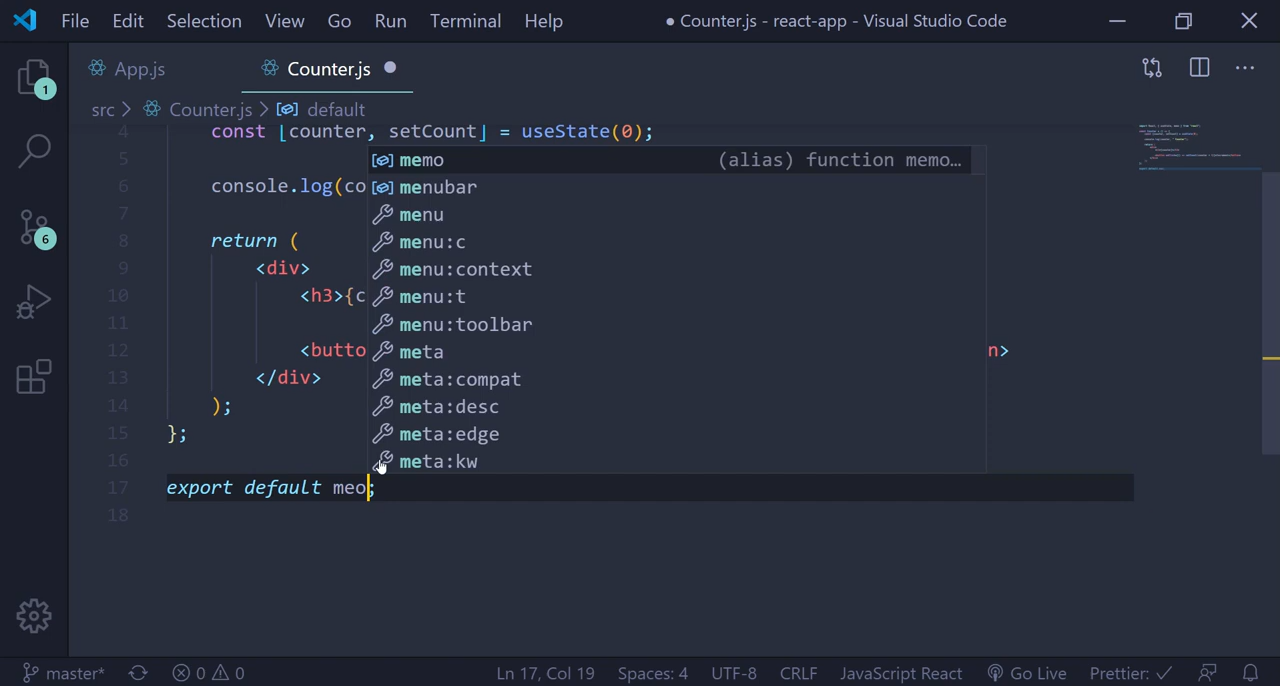 File Edit Selection View Go Run Terminal Help ● Counter.js - react-app - Visual Studio Code
1
6
App.js Counter.js
src > Counter.js > default
4 const [counter, setCount] = useState(0);
5
6 console.log(co
7
8 return (
9 <div>
10 <h3>{c
11
12 <butto n>
13 </div>
14 );
15 };
16
17 export default meo;
18
memo (alias) function memo…
menubar
menu
menu:c
menu:context
menu:t
menu:toolbar
meta
meta:compat
meta:desc
meta:edge
meta:kw
master* 0 0 Ln 17, Col 19 Spaces: 4 UTF-8 CRLF JavaScript React Go Live Prettier: ✓